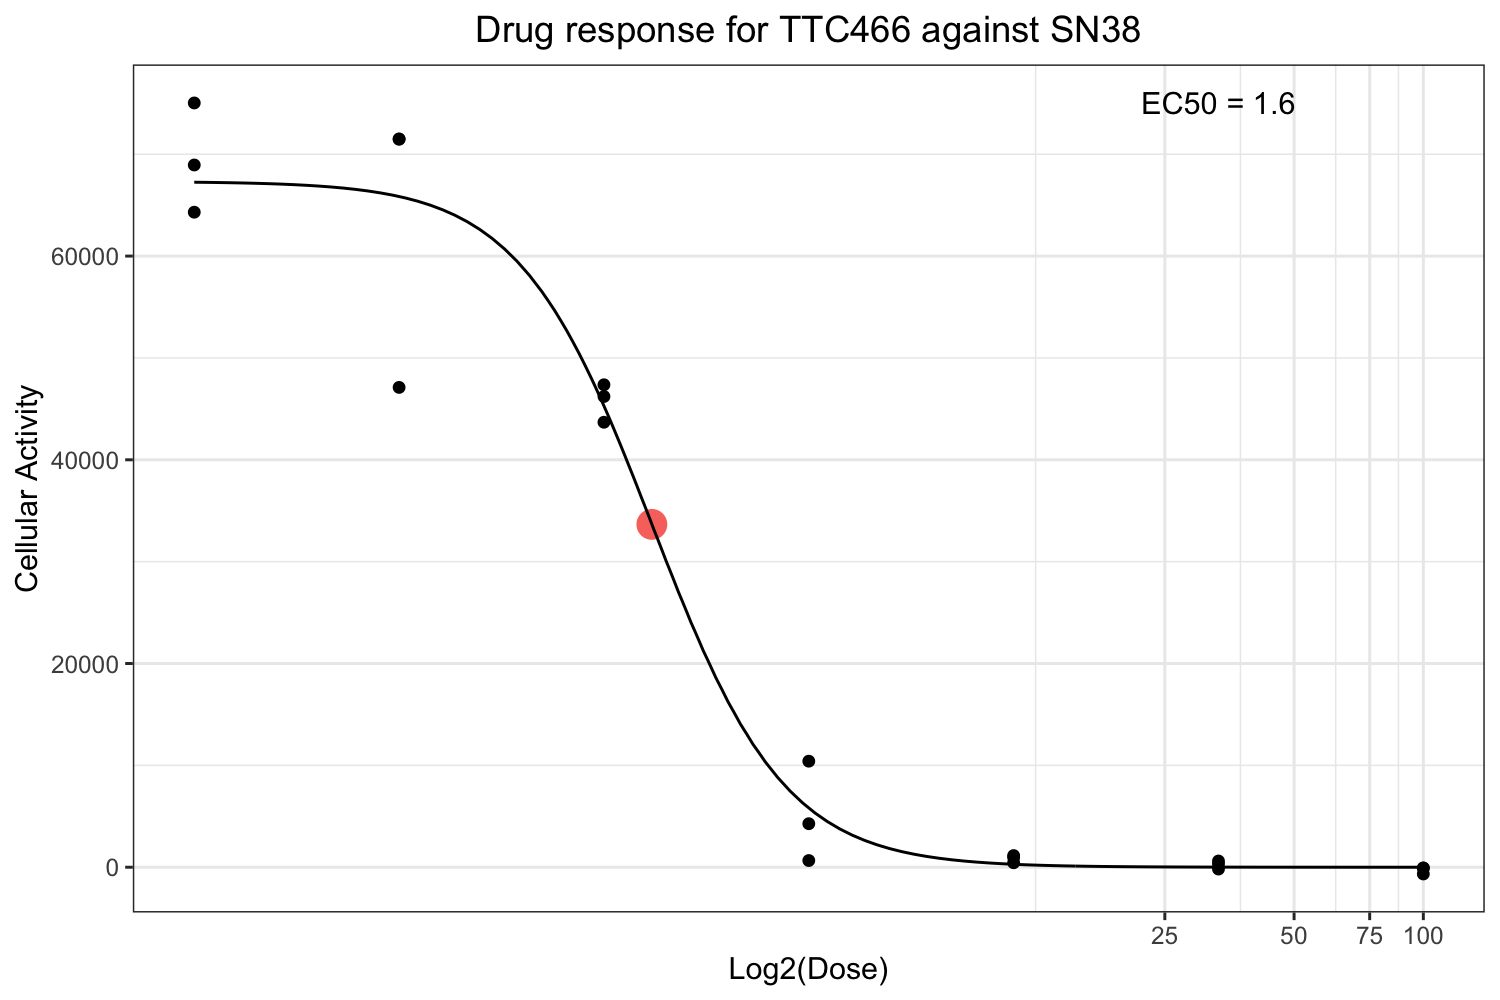 Drug response for TTC466 against SN38
EC50 = 1.6
Cellular Activity
60000
40000
20000
0
25 50 75 100
Log2(Dose)